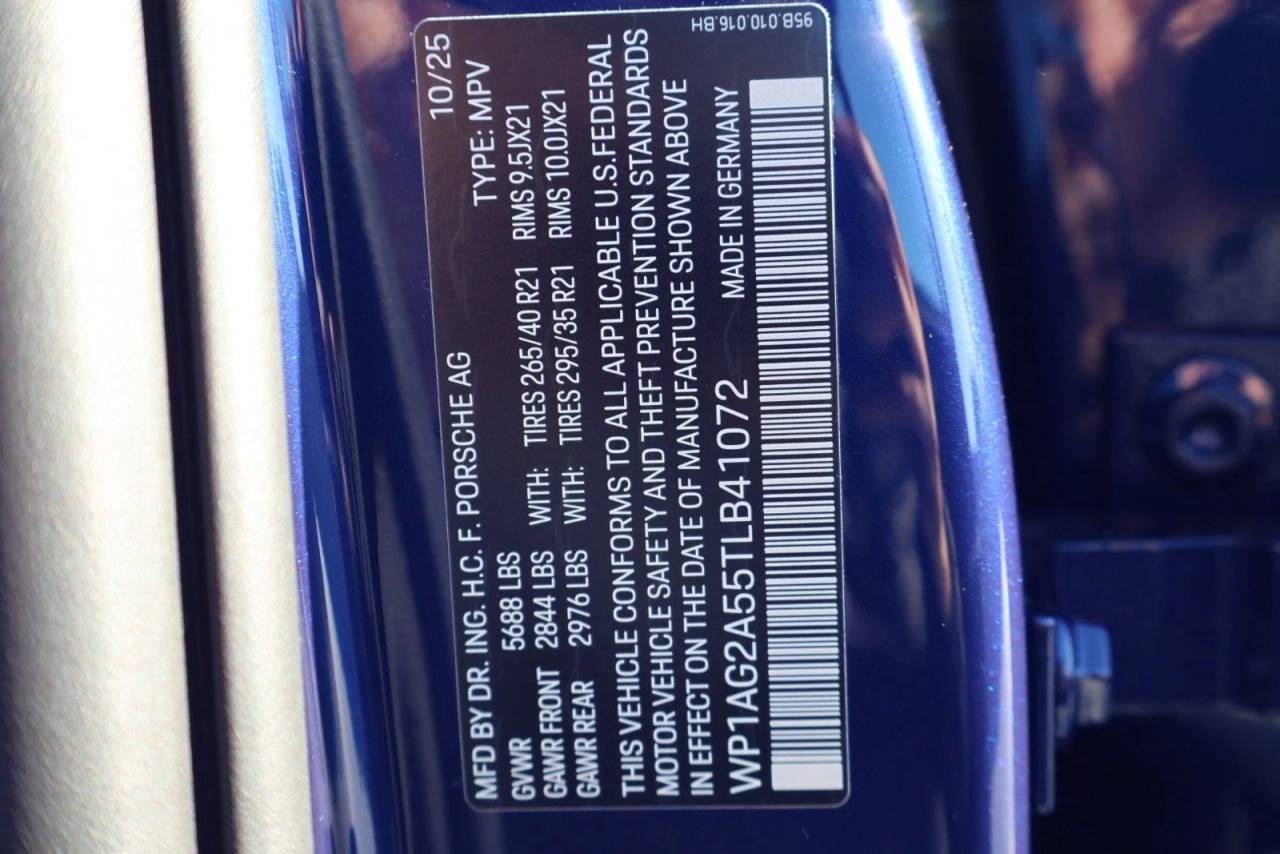 MFD BY DR. ING. H.C. F. PORSCHE AG 10/25
GVWR 5688 LBS TYPE: MPV
GAWR FRONT 2844 LBS WITH: TIRES 265/40 R21 RIMS 9.5JX21
GAWR REAR 2976 LBS WITH: TIRES 295/35 R21 RIMS 10.0JX21
THIS VEHICLE CONFORMS TO ALL APPLICABLE U.S.FEDERAL
MOTOR VEHICLE SAFETY AND THEFT PREVENTION STANDARDS
IN EFFECT ON THE DATE OF MANUFACTURE SHOWN ABOVE
WP1AG2A55TLB41072 MADE IN GERMANY
95B.010.016.BH